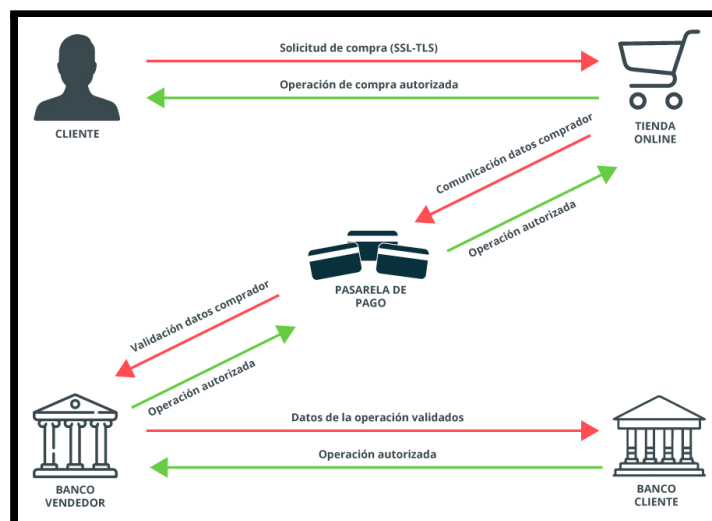 Solicitud de compra (SSL-TLS)
Operación de compra autorizada
CLIENTE
TIENDA
ONLINE
Comunicación datos comprador
Operación autorizada
PASARELA DE
PAGO
Validación datos comprador
Operación autorizada
Datos de la operación validados
Operación autorizada
BANCO
VENDEDOR
BANCO
CLIENTE